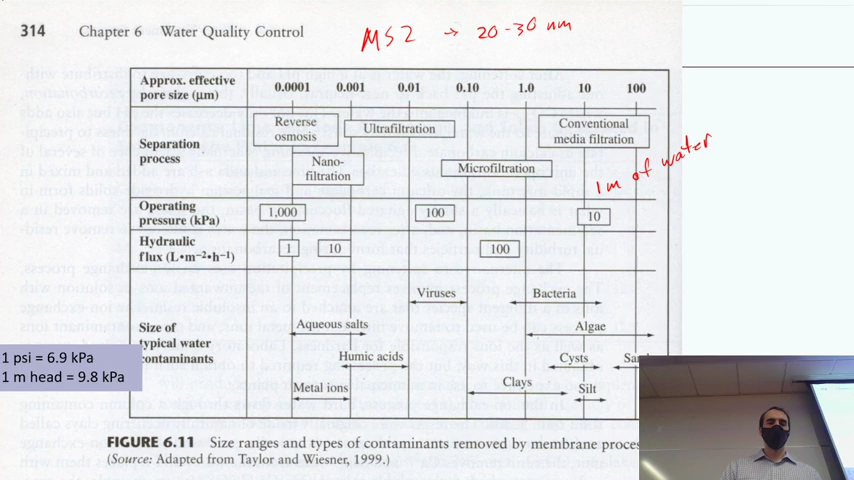 314 Chapter 6 Water Quality Control
MS2 → 20-30 nm
Approx. effective pore size (μm)
0.0001 0.001 0.01 0.10 1.0 10 100
Separation process
Reverse osmosis
Ultrafiltration
Conventional media filtration
Nano-filtration
Microfiltration
1 m of water
Operating pressure (kPa)
1,000 100 10
Hydraulic flux (L•m⁻²•h⁻¹)
1 10 100
Viruses Bacteria
Size of typical water contaminants
Aqueous salts Algae
Humic acids Cysts
Metal ions Clays Silt
1 psi = 6.9 kPa
1 m head = 9.8 kPa
FIGURE 6.11 Size ranges and types of contaminants removed by membrane
(Source: Adapted from Taylor and Wiesner, 1999.)